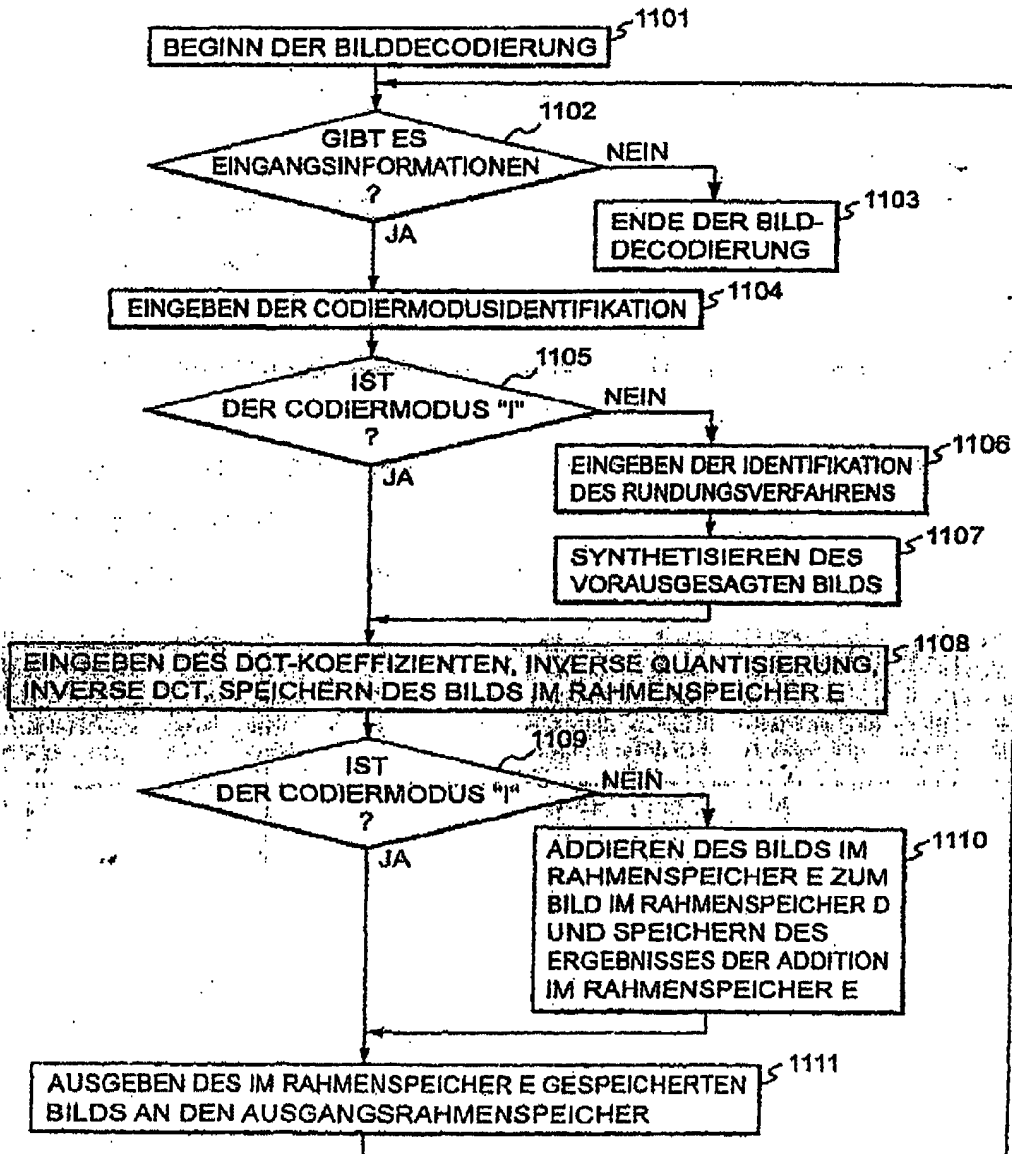 1101
BEGINN DER BILDDECODIERUNG
1102
GIBT ES
EINGANGSINFORMATIONEN
?
NEIN
JA
1103
ENDE DER BILD-
DECODIERUNG
1104
EINGEBEN DER CODIERMODUSIDENTIFIKATION
1105
IST
DER CODIERMODUS "I"
?
NEIN
JA
1106
EINGEBEN DER IDENTIFIKATION
DES RUNDUNGSVERFAHRENS
1107
SYNTHETISIEREN DES
VORAUSGESAGTEN BILDS
1108
EINGEBEN DES DCT-KOEFFIZIENTEN, INVERSE QUANTISIERUNG,
INVERSE DCT, SPEICHERN DES BILDS IM RAHMENSPEICHER E
1109
IST
DER CODIERMODUS "I"
?
NEIN
JA
1110
ADDIEREN DES BILDS IM
RAHMENSPEICHER E ZUM
BILD IM RAHMENSPEICHER D
UND SPEICHERN DES
ERGEBNISSES DER ADDITION
IM RAHMENSPEICHER E
1111
AUSGEBEN DES IM RAHMENSPEICHER E GESPEICHERTEN
BILDS AN DEN AUSGANGSRAHMENSPEICHER